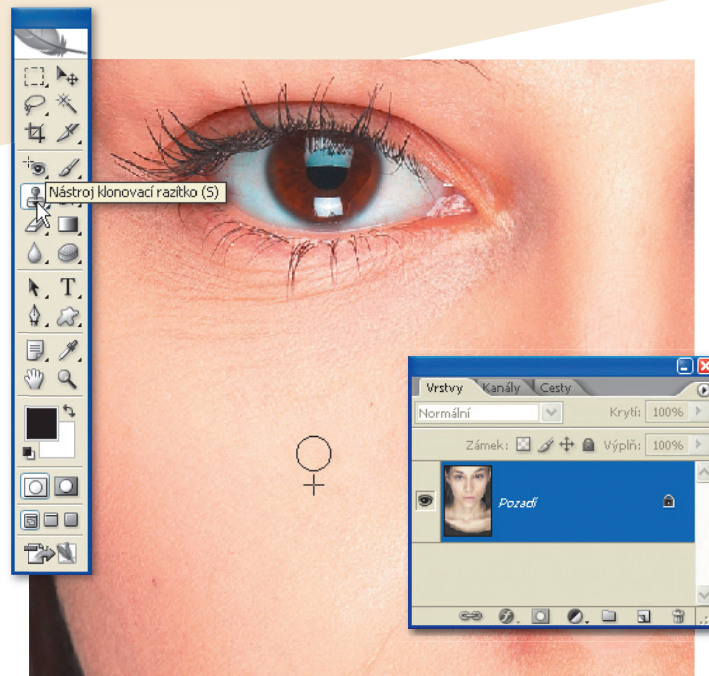 Nástroj klonovací razítko (S)
T
Vrstvy Kanály Cesty
Normální Krytí: 100%
Zámek: Výplň: 100%
Pozadí